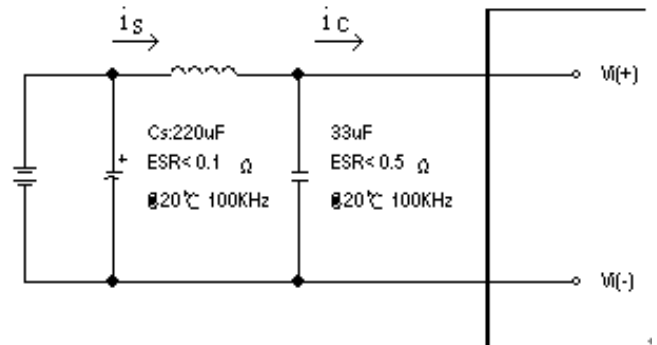 is
ic
Vi(+)
Cs:220uF
ESR<0.1 Ω
@20℃ 100KHz
33uF
ESR<0.5 Ω
@20℃ 100KHz
+
Vi(-)